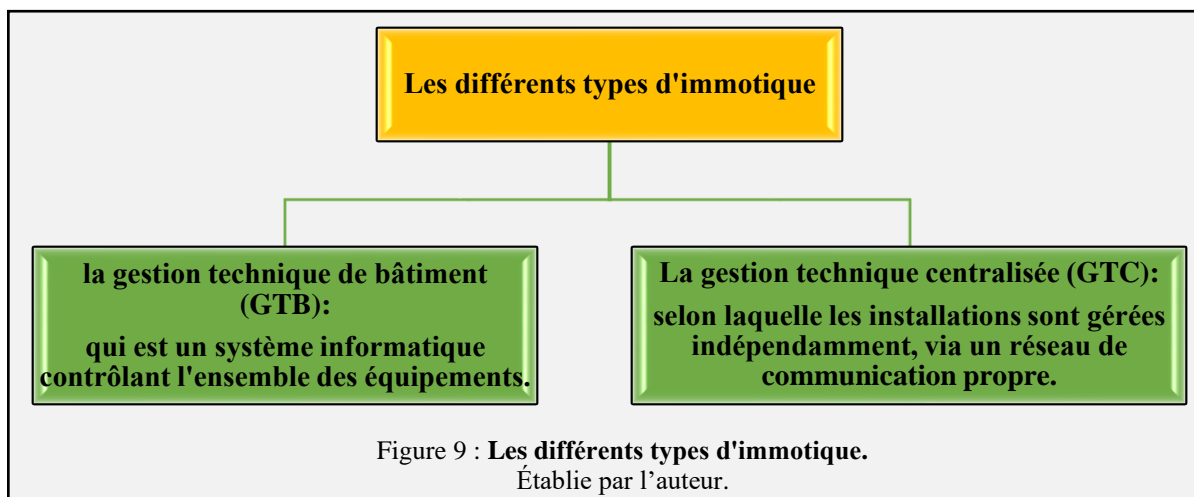 Les différents types d'immotique
la gestion technique de bâtiment
(GTB):
qui est un système informatique
contrôlant l'ensemble des équipements.
La gestion technique centralisée (GTC):
selon laquelle les installations sont gérées
indépendamment, via un réseau de
communication propre.
Figure 9 : Les différents types d'immotique.
Établie par l’auteur.